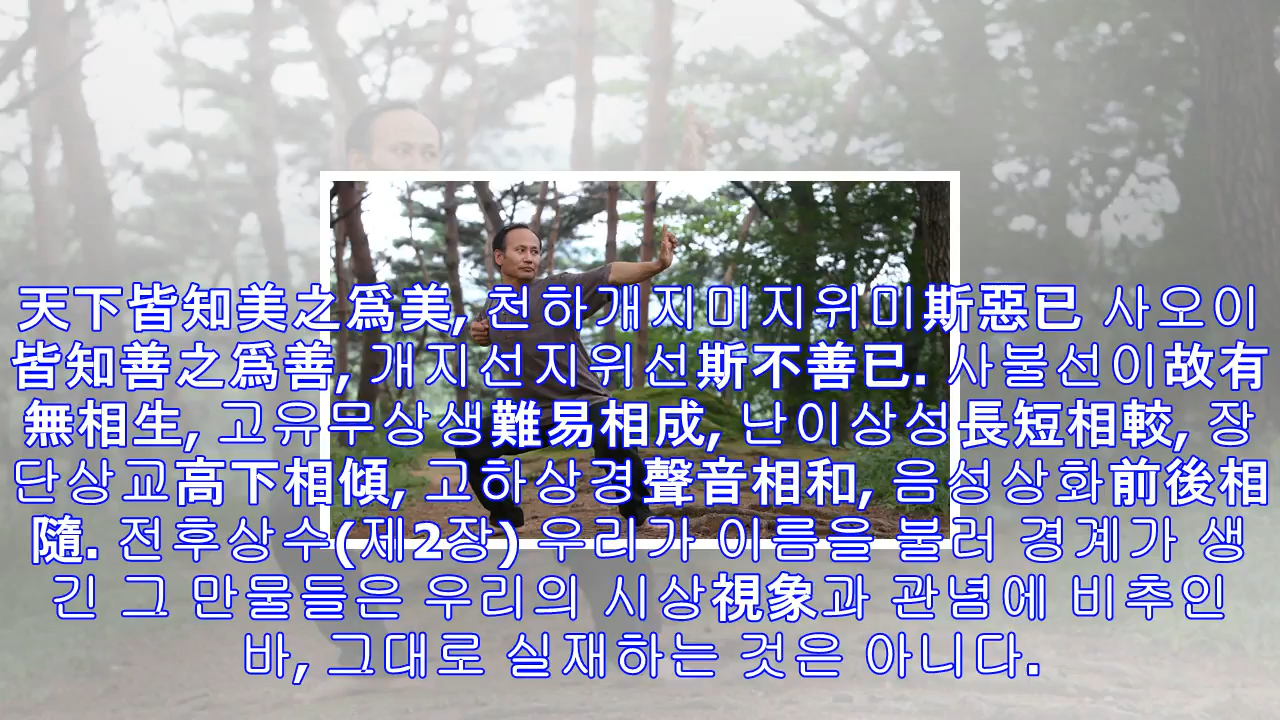 天下皆知美之爲美, 천하개지미지위미斯惡已 사오이
皆知善之爲善, 개지선지위선斯不善已. 사불선이故有
無相生, 고유무상생難易相成, 난이상성長短相較, 장
단상교高下相傾, 고하상경聲音相和, 음성상화前後相
隨. 전후상수(제2장) 우리가 이름을 불러 경계가 생
긴 그 만물들은 우리의 시상視象과 관념에 비추인
바, 그대로 실재하는 것은 아니다.